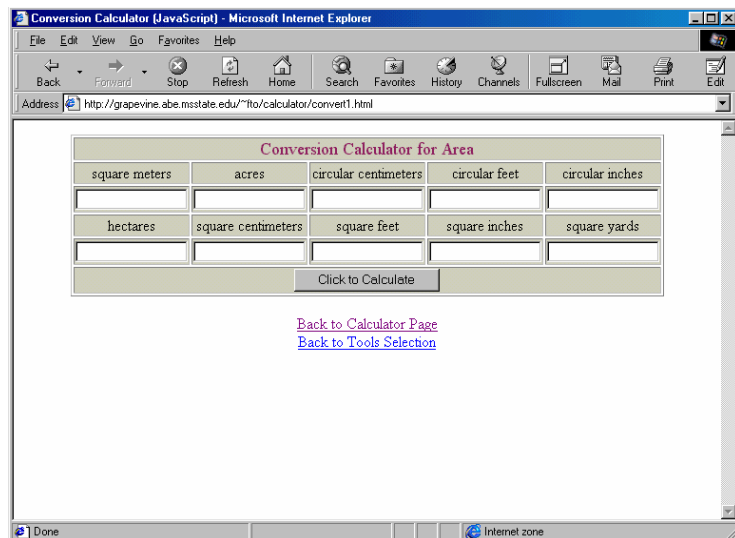 Conversion Calculator (JavaScript) - Microsoft Internet Explorer
File Edit View Go Favorites Help
Back Forward Stop Refresh Home Search Favorites History Channels Fullscreen Mail Print Edit
Address http://grapevine.abe.msstate.edu/~fto/calculator/convert1.html
Conversion Calculator for Area
square meters acres circular centimeters circular feet circular inches
hectares square centimeters square feet square inches square yards
Click to Calculate
Back to Calculator Page
Back to Tools Selection
Done Internet zone